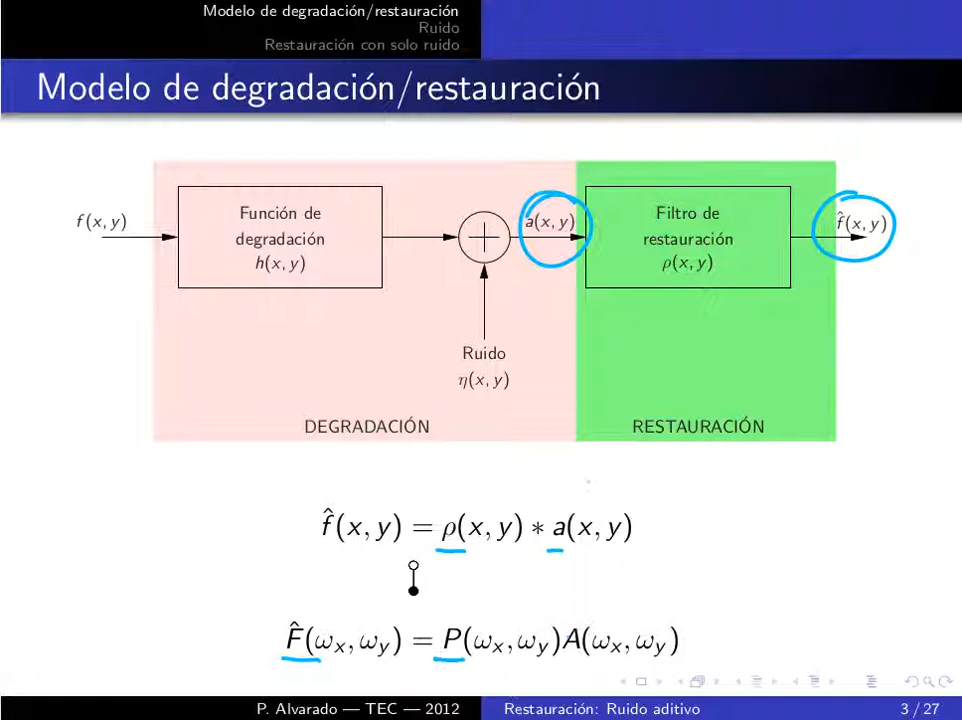 Modelo de degradación/restauración
Ruido
Restauración con solo ruido
Modelo de degradación/restauración
f(x, y)
Función de
degradación
h(x, y)
a(x, y)
Filtro de
restauración
ρ(x, y)
f̂(x, y)
Ruido
η(x, y)
DEGRADACIÓN
RESTAURACIÓN
f̂(x, y) = ρ(x, y) ∗ a(x, y)
F̂(ωx, ωy) = P(ωx, ωy)A(ωx, ωy)
P. Alvarado — TEC — 2012
Restauración: Ruido aditivo
3 / 27